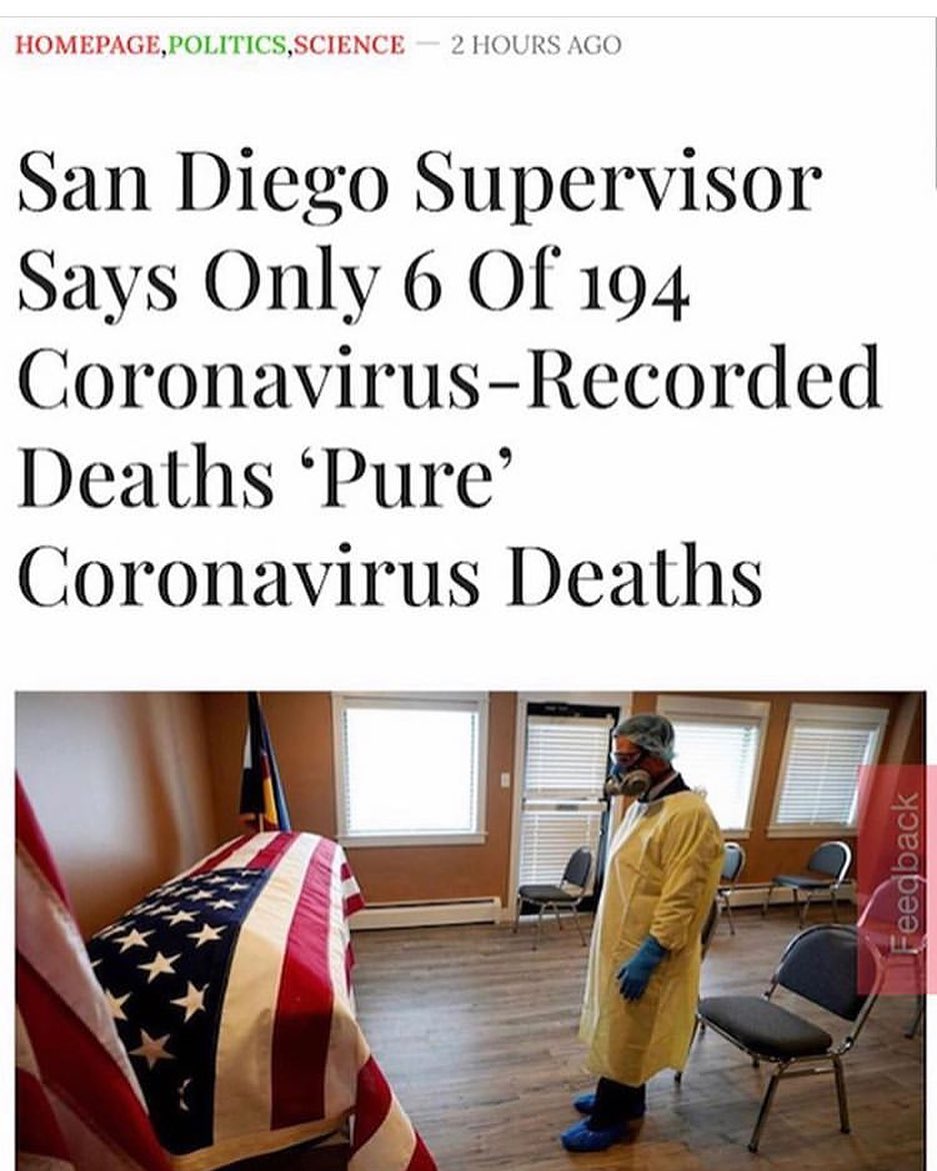 HOMEPAGE,POLITICS,SCIENCE — 2 HOURS AGO
San Diego Supervisor
Says Only 6 Of 194
Coronavirus-Recorded
Deaths ‘Pure’
Coronavirus Deaths
Feedback